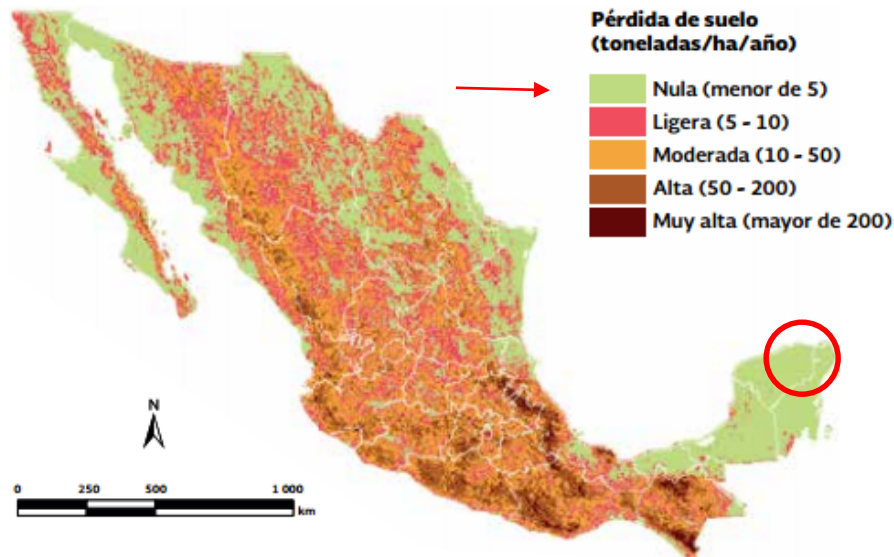 Pérdida de suelo
(toneladas/ha/año)
Nula (menor de 5)
Ligera (5 - 10)
Moderada (10 - 50)
Alta (50 - 200)
Muy alta (mayor de 200)
N
0 250 500 1 000
km